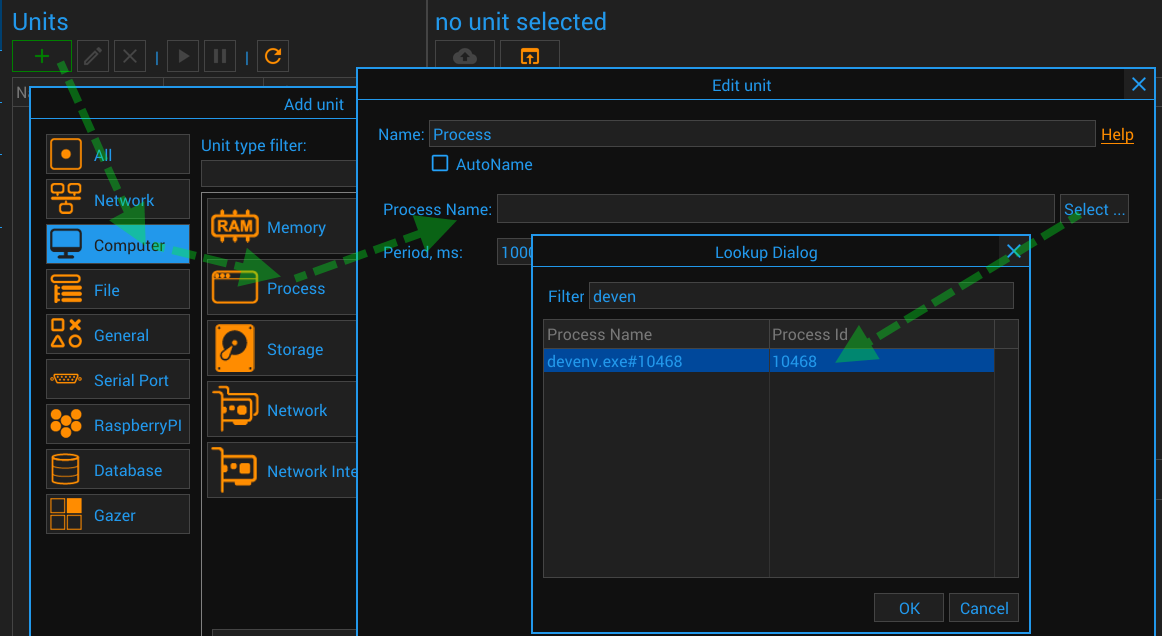 Units
no unit selected
Add unit
All
Network
Computer
File
General
Serial Port
RaspberryPI
Database
Gazer
Unit type filter:
Memory
Process
Storage
Network
Network Inte
Edit unit
Name: Process Help
AutoName
Process Name: Select ...
Period, ms: 1000
Lookup Dialog
Filter deven
Process Name Process Id
devenv.exe#10468 10468
OK Cancel